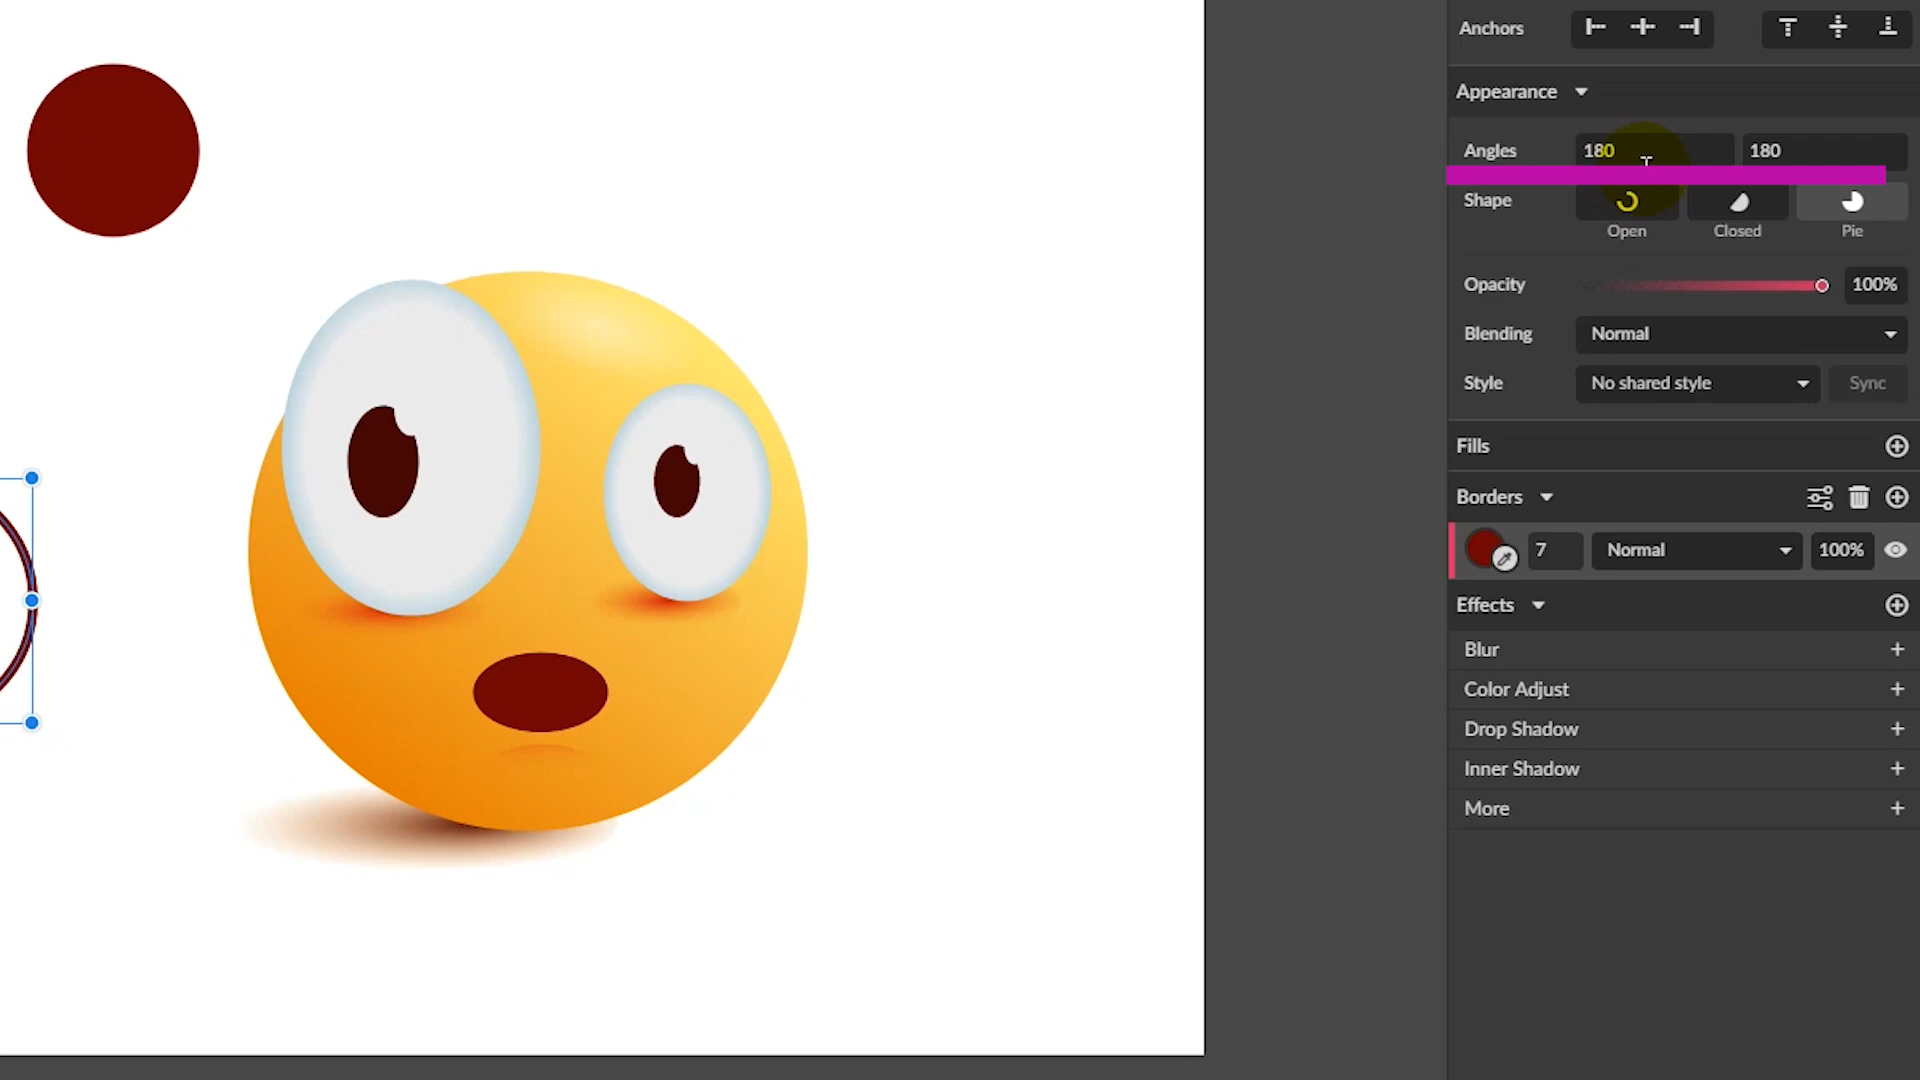 Anchors
Appearance
Angles 180 180
Shape
Open Closed Pie
Opacity 100%
Blending Normal
Style No shared style Sync
Fills
Borders
7 Normal 100%
Effects
Blur
Color Adjust
Drop Shadow
Inner Shadow
More